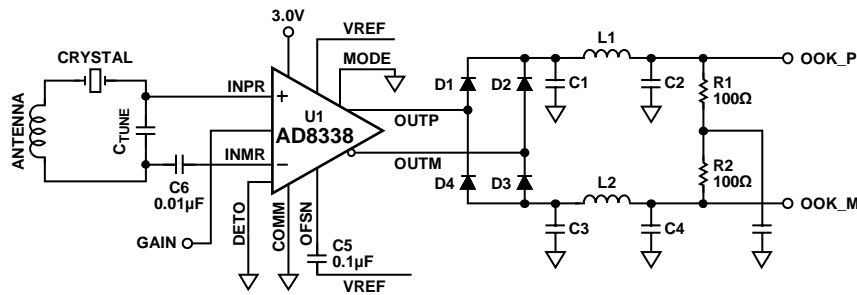 3.0V
VREF
CRYSTAL
MODE
L1
OOK_P
INPR
+
D1
D2
C1
C2
R1
100Ω
ANTENNA
CTUNE
U1
AD8338
OUTP
INMR
−
OUTM
C6
0.01µF
D4
D3
L2
R2
100Ω
OOK_M
GAIN
DETO
COMM
OFSN
C5
0.1µF
VREF
C3
C4